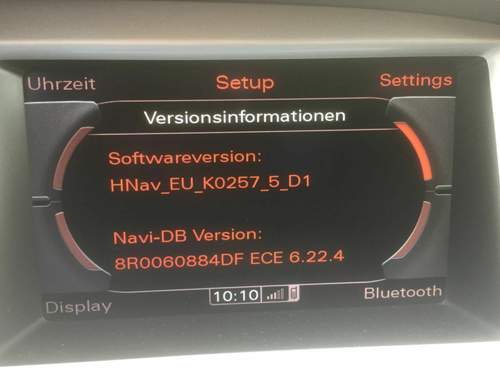 Uhrzeit Setup Settings
Versionsinformationen
Softwareversion:
HNav_EU_K0257_5_D1
Navi-DB Version:
8R0060884DF ECE 6.22.4
Display 10:10 Bluetooth